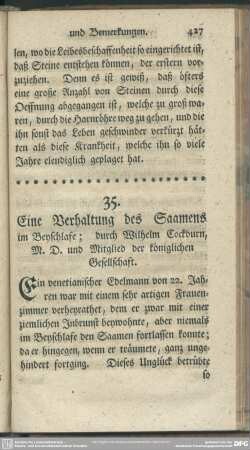 und Bemerkungen. 427
len, wo die Leibesbeschaffenheit so eingerichtet ist,
daß Steine entstehen können, der erstern vor-
zuziehen. Denn es ist gewiß, daß öfters
eine große Anzahl von Steinen durch diese
Oeffnung abgegangen ist, welche zu groß wa-
ren, durch die Harnröhre weg zu gehen, und die
ihn sonst das Leben geschwinder verkürzt hät-
ten als diese Krankheit, welche ihn so viele
Jahre elendiglich geplaget hat.
35.
Eine Verhaltung des Saamens
im Beyschlafe; durch Wilhelm Cockburn,
M. D. und Mitglied der königlichen
Gesellschaft.
Ein venetianischer Edelmann von 22. Jah-
ren war mit einem sehr artigen Frauen-
zimmer verheyrathet, dem er zwar mit einer
ziemlichen Inbrunst beywohnte, aber niemals
im Beyschlafe den Saamen fortlassen konnte;
da er hingegen, wenn er träumete, ganz unge-
hindert fortging. Dieses Unglück betrübte
so